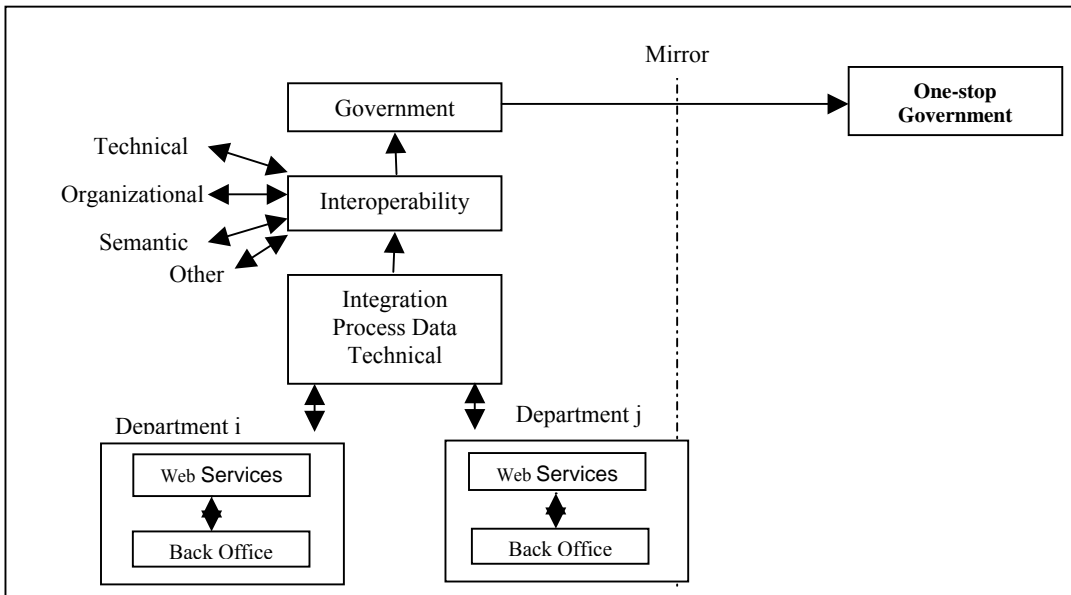 Mirror
One-stop
Government
Government
Technical
Organizational
Interoperability
Semantic
Other
Integration
Process Data
Technical
Department i
Department j
Web Services
Web Services
Back Office
Back Office